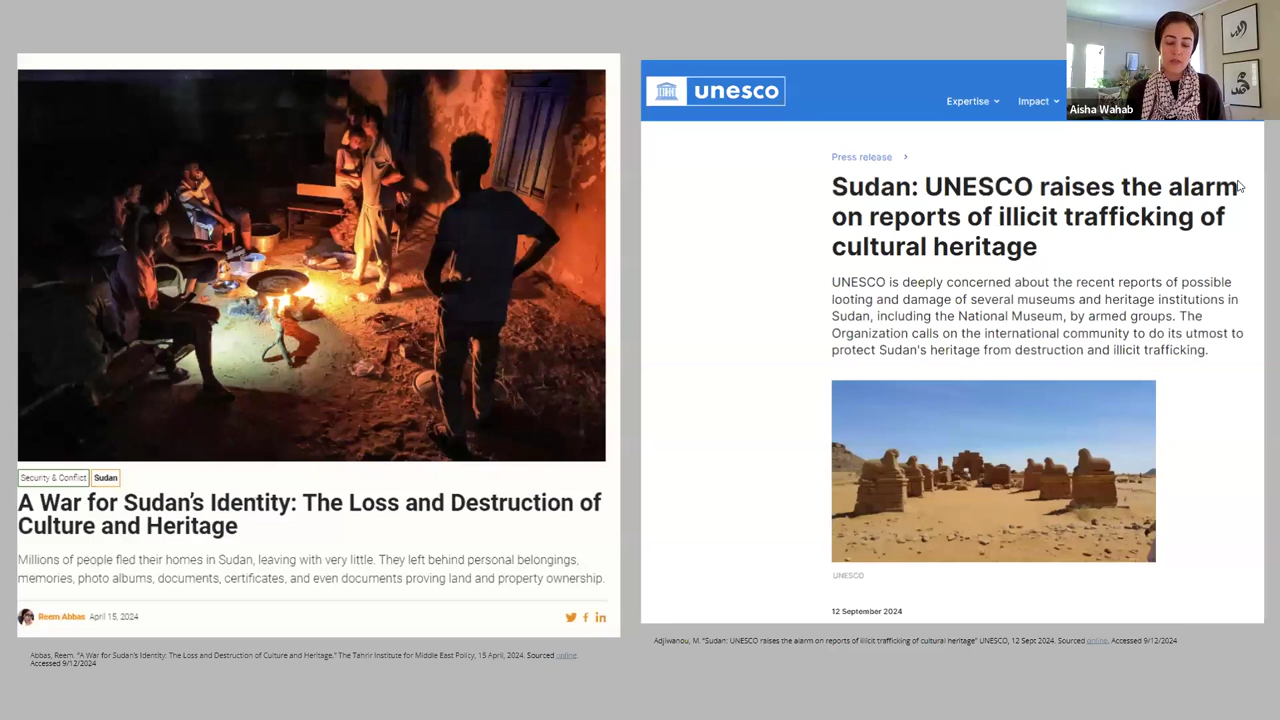 Security & Conflict
Sudan
A War for Sudan's Identity: The Loss and Destruction of
Culture and Heritage
Millions of people fled their homes in Sudan, leaving with very little. They left behind personal belongings,
memories, photo albums, documents, certificates, and even documents proving land and property ownership.
Reem Abbas April 15, 2024
Abbas, Reem. "A War for Sudan's Identity: The Loss and Destruction of Culture and Heritage." The Tahrir Institute for Middle East Policy, 15 April, 2024. Sourced online.
Accessed 9/12/2024
unesco
Expertise
Impact
Aisha Wahab
Press release
Sudan: UNESCO raises the alarm
on reports of illicit trafficking of
cultural heritage
UNESCO is deeply concerned about the recent reports of possible
looting and damage of several museums and heritage institutions in
Sudan, including the National Museum, by armed groups. The
Organization calls on the international community to do its utmost to
protect Sudan's heritage from destruction and illicit trafficking.
UNESCO
12 September 2024
Adjiwanou, M. "Sudan: UNESCO raises the alarm on reports of illicit trafficking of cultural heritage" UNESCO, 12 Sept 2024. Sourced online. Accessed 9/12/2024